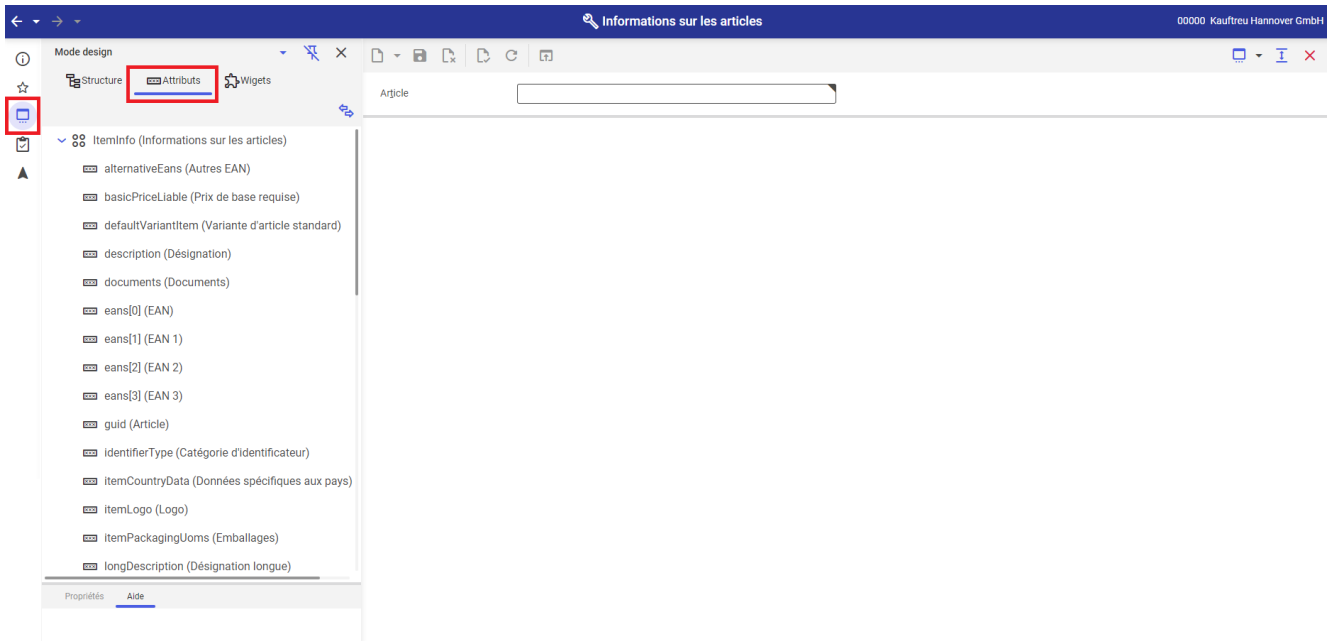 Informations sur les articles
00000 Kauftreu Hannover GmbH
Mode design
Structure Attributs Wigets
Article
ItemInfo (Informations sur les articles)
alternativeEans (Autres EAN)
basicPriceLiable (Prix de base requise)
defaultVariantItem (Variante d'article standard)
description (Désignation)
documents (Documents)
eans[0] (EAN)
eans[1] (EAN 1)
eans[2] (EAN 2)
eans[3] (EAN 3)
guid (Article)
identifierType (Catégorie d'identificateur)
itemCountryData (Données spécifiques aux pays)
itemLogo (Logo)
itemPackagingUoms (Emballages)
longDescription (Désignation longue)
Propriétés Aide